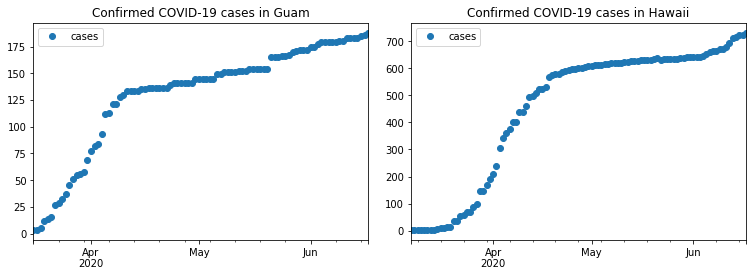 Confirmed COVID-19 cases in Guam
cases
175
150
125
100
75
50
25
0
Apr
2020
May
Jun
Confirmed COVID-19 cases in Hawaii
cases
700
600
500
400
300
200
100
0
Apr
2020
May
Jun